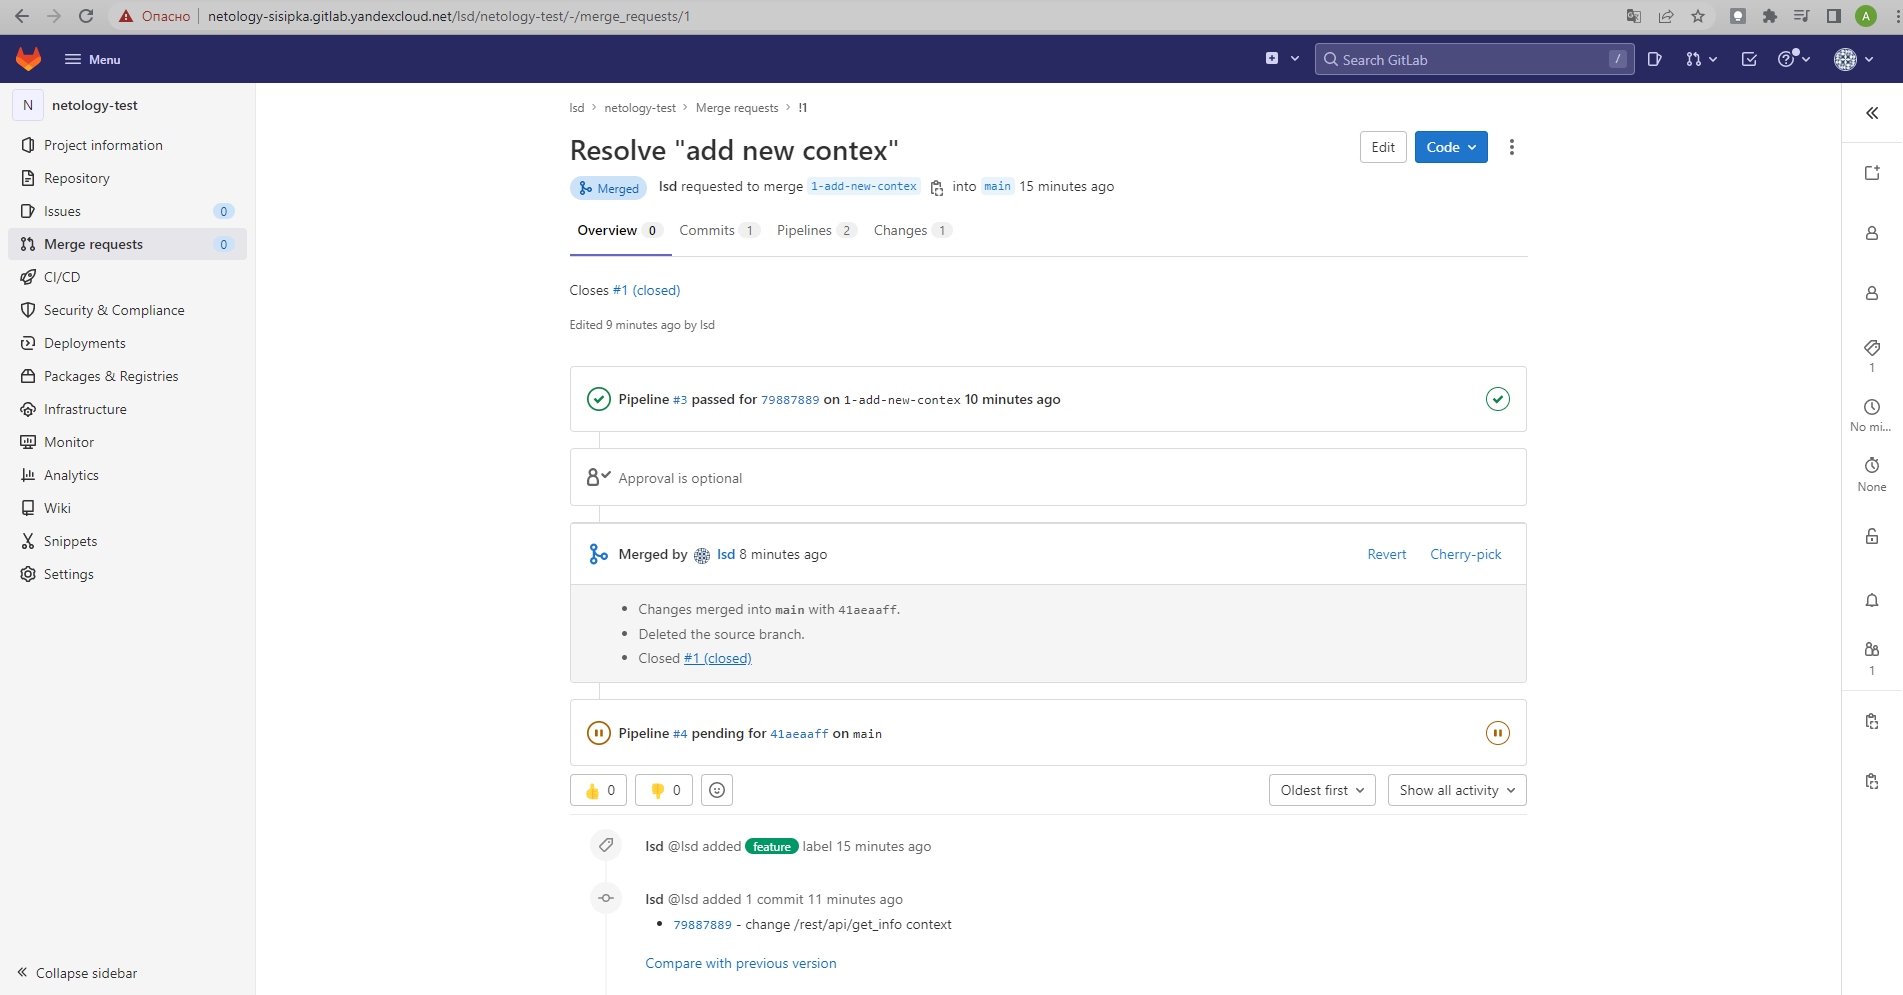 Опасно netology-sisipka.gitlab.yandexcloud.net/lsd/netology-test/-/merge_requests/1
A
Menu
Search GitLab /
N netology-test
Project information
Repository
Issues 0
Merge requests 0
CI/CD
Security & Compliance
Deployments
Packages & Registries
Infrastructure
Monitor
Analytics
Wiki
Snippets
Settings
Collapse sidebar
lsd > netology-test > Merge requests > !1
Resolve "add new contex"
Edit Code
Merged lsd requested to merge 1-add-new-contex into main 15 minutes ago
Overview 0 Commits 1 Pipelines 2 Changes 1
Closes #1 (closed)
Edited 9 minutes ago by lsd
Pipeline #3 passed for 79887889 on 1-add-new-contex 10 minutes ago
Approval is optional
Merged by lsd 8 minutes ago Revert Cherry-pick
Changes merged into main with 41aeaaff.
Deleted the source branch.
Closed #1 (closed)
Pipeline #4 pending for 41aeaaff on main
0 0 Oldest first Show all activity
lsd @lsd added feature label 15 minutes ago
lsd @lsd added 1 commit 11 minutes ago
79887889 - change /rest/api/get_info context
Compare with previous version
1
No mi...
None
1